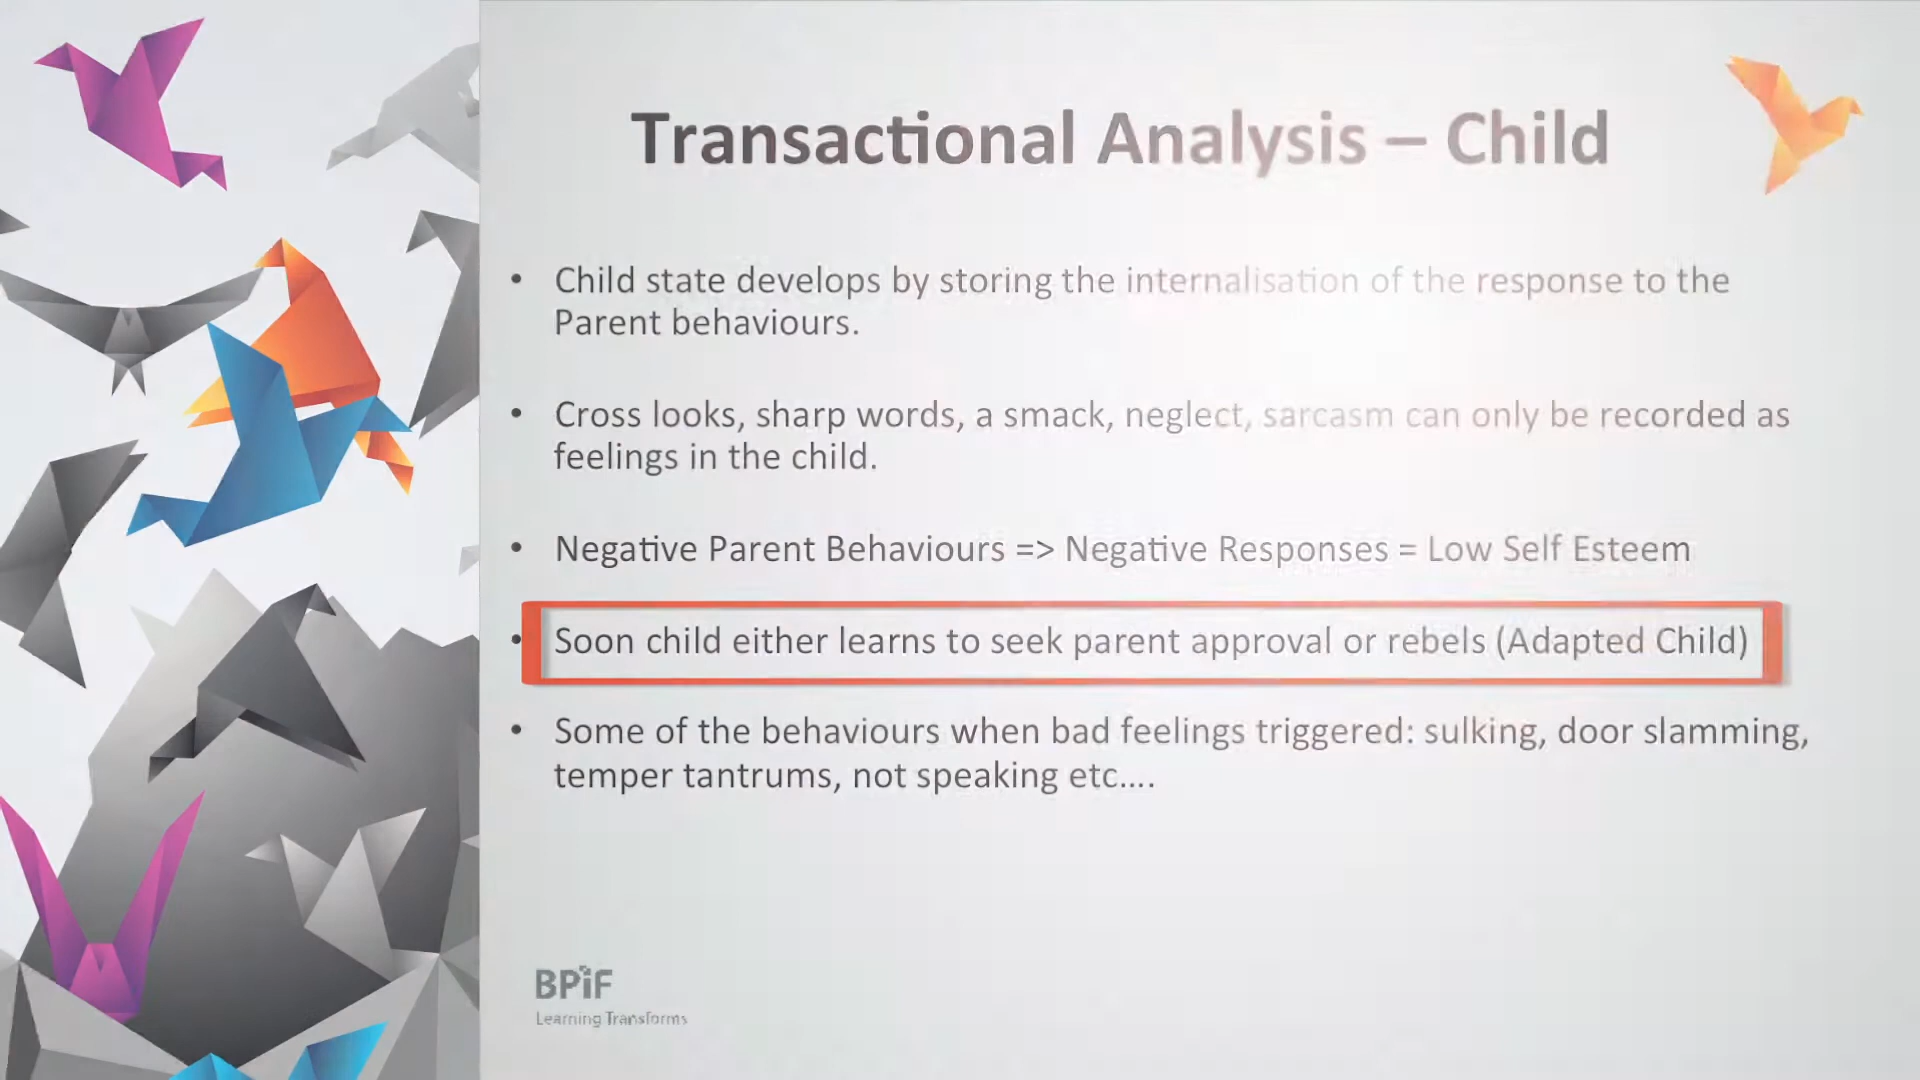 Transactional Analysis – Child
• Child state develops by storing the internalisation of the response to the
Parent behaviours.
• Cross looks, sharp words, a smack, neglect, sarcasm can only be recorded as
feelings in the child.
• Negative Parent Behaviours => Negative Responses = Low Self Esteem
• Soon child either learns to seek parent approval or rebels (Adapted Child)
• Some of the behaviours when bad feelings triggered: sulking, door slamming,
temper tantrums, not speaking etc....
BPiF
Learning Transforms